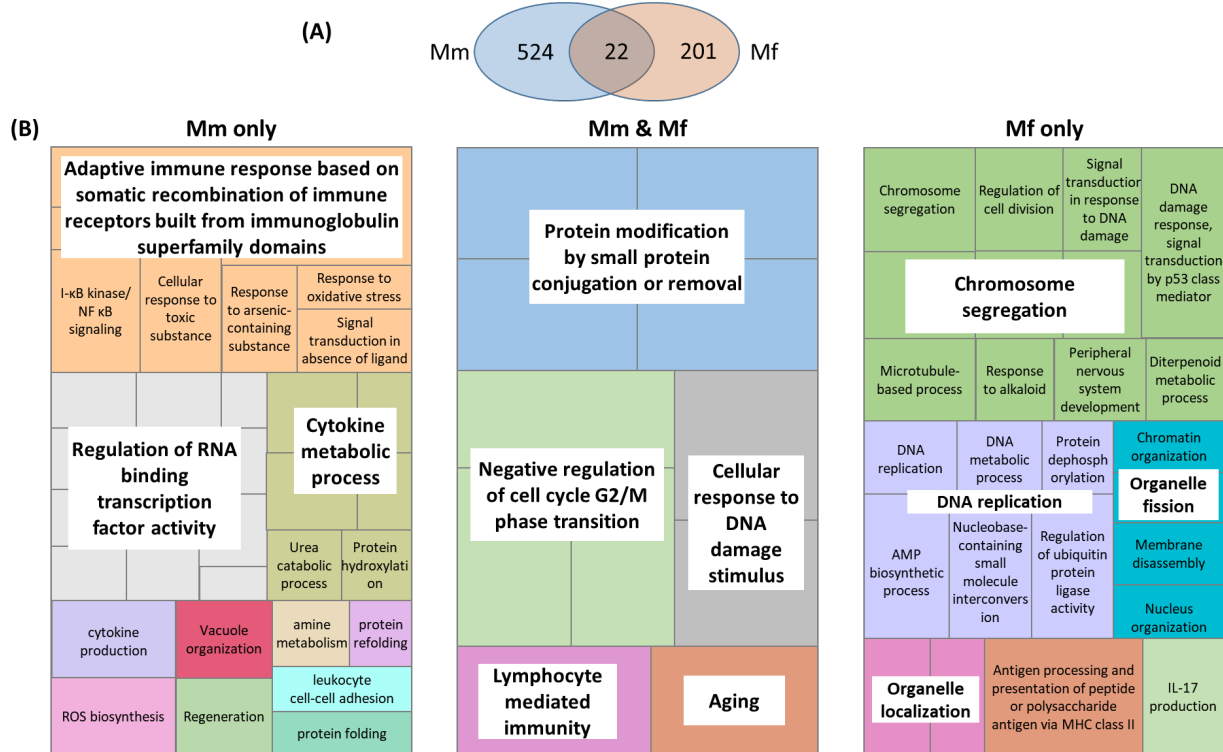 (A)
Mm
524
22
201
Mf
(B)
Mm only
Adaptive immune response based on
somatic recombination of immune
receptors built from immunoglobulin
superfamily domains
I-κB kinase/
NF κB
signaling
Cellular
response to
toxic
substance
Response
to arsenic-
containing
substance
Response to
oxidative stress
Signal
transduction in
absence of ligand
Regulation of RNA
binding
transcription
factor activity
Cytokine
metabolic
process
Urea
catabolic
process
Protein
hydroxylati
on
cytokine
production
Vacuole
organization
amine
metabolism
protein
refolding
ROS biosynthesis
Regeneration
leukocyte
cell-cell adhesion
protein folding
Mm & Mf
Protein modification
by small protein
conjugation or removal
Negative regulation
of cell cycle G2/M
phase transition
Cellular
response to
DNA
damage
stimulus
Lymphocyte
mediated
immunity
Aging
Mf only
Chromosome
segregation
Regulation of
cell division
Signal
transduction
in response
to DNA
damage
DNA
damage
response,
signal
transduction
by p53 class
mediator
Chromosome
segregation
Microtubule-
based process
Response
to alkaloid
Peripheral
nervous
system
development
Diterpenoid
metabolic
process
DNA
replication
DNA
metabolic
process
Protein
dephosph
orylation
Chromatin
organization
DNA replication
Organelle
fission
AMP
biosynthetic
process
Nucleobase-
containing
small
molecule
interconvers
ion
Regulation
of ubiquitin
protein
ligase
activity
Membrane
disassembly
Nucleus
organization
Organelle
localization
Antigen processing and
presentation of peptide
or polysaccharide
antigen via MHC class II
IL-17
production